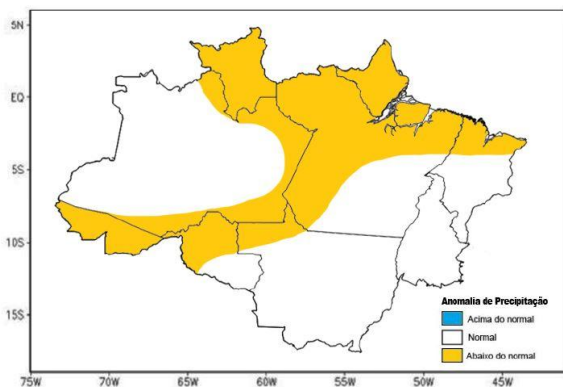 5N
EQ
5S
10S
15S
75W
70W
65W
60W
55W
50W
45W
Anomalia de Precipitação
Acima do normal
Normal
Abaixo do normal